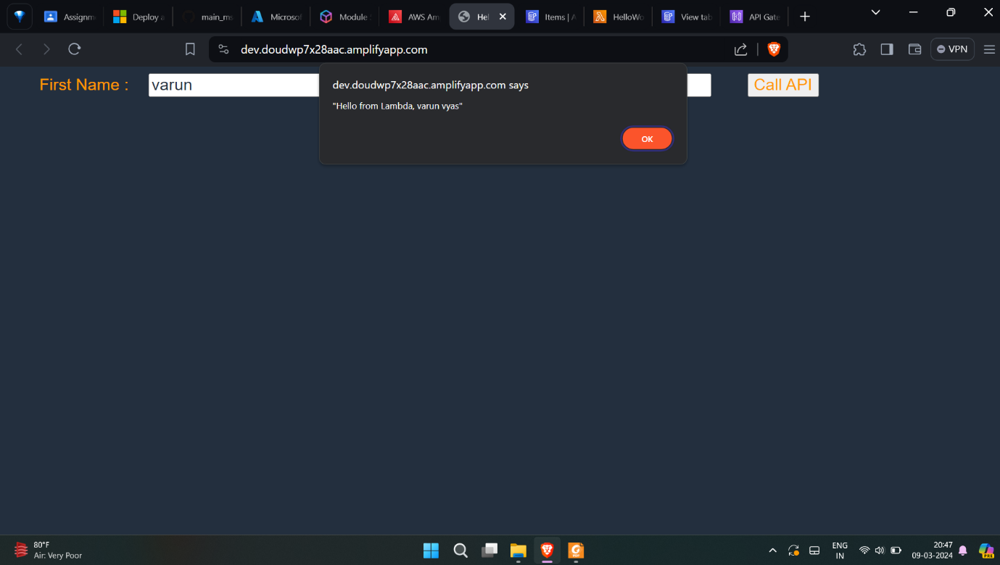 Assignm
Deploy a
main_ms
Microsof
Module
AWS Am
Hel
Items | A
HelloWo
View tab
API Gate
dev.doudwp7x28aac.amplifyapp.com
VPN
First Name :
varun
Call API
dev.doudwp7x28aac.amplifyapp.com says
"Hello from Lambda, varun vyas"
OK
80°F
Air: Very Poor
ENG
IN
20:47
09-03-2024
PRE